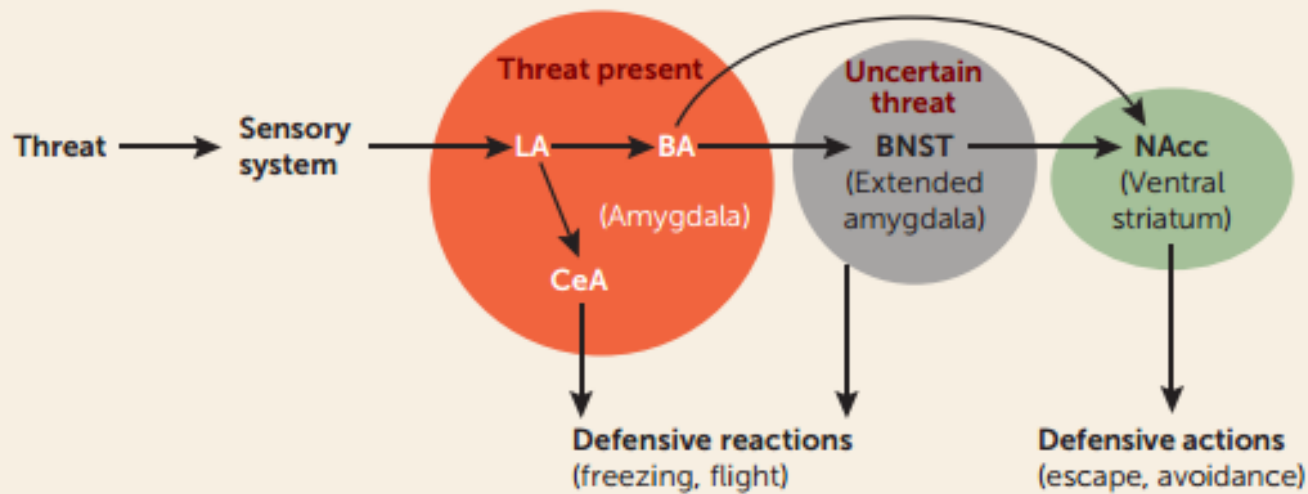 Threat
Sensory
system
Threat present
LA
BA
(Amygdala)
CeA
Uncertain
threat
BNST
(Extended
amygdala)
NAcc
(Ventral
striatum)
Defensive reactions
(freezing, flight)
Defensive actions
(escape, avoidance)